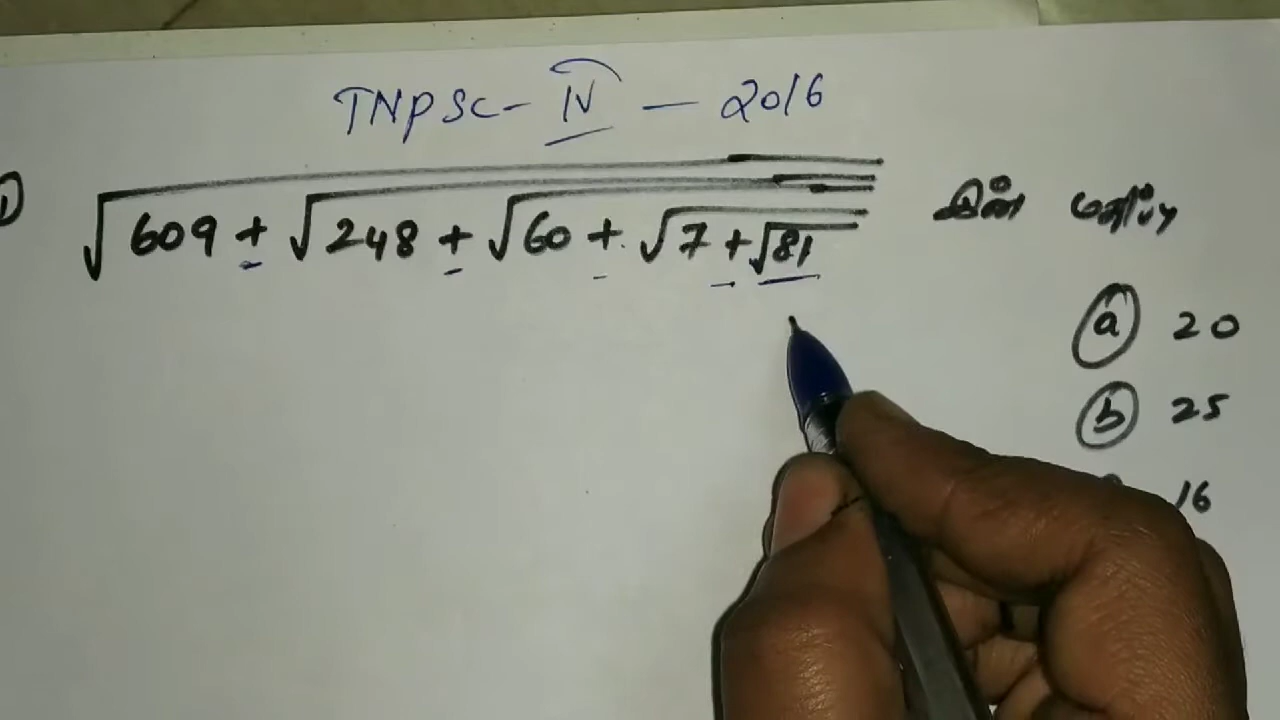 TNPSC - IV - 2016
1) √609 + √248 + √60 + √7 + √81 இன் மதிப்பு
a 20
b 25
16